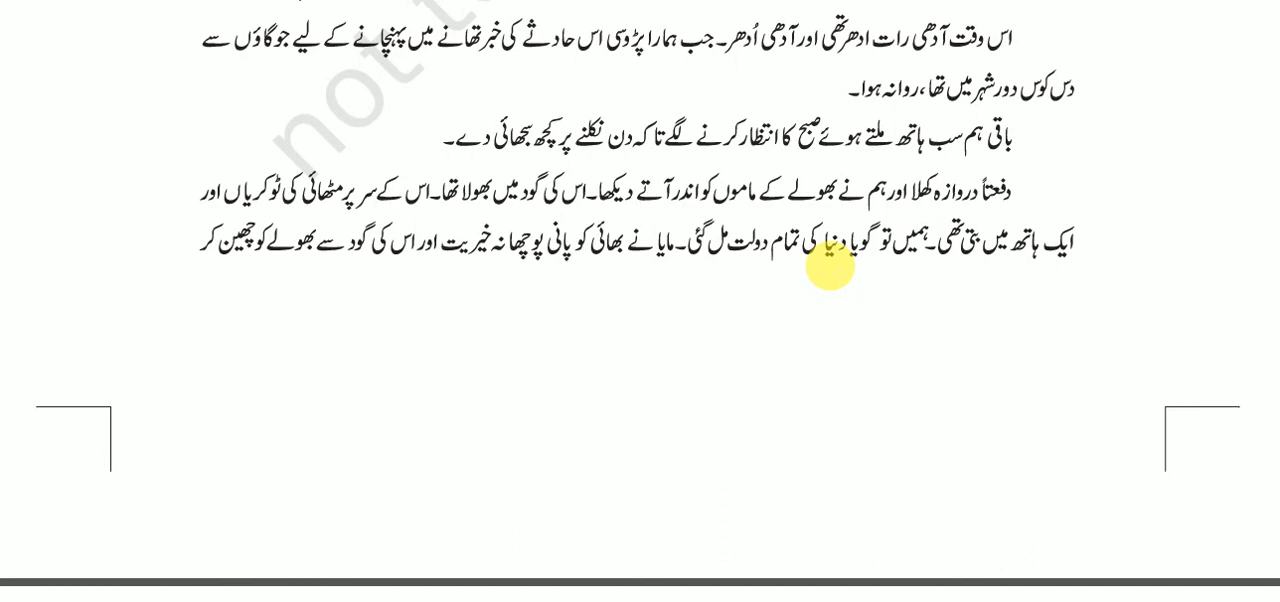 اس وقت آدھی رات ادھر تھی اور آدھی اُدھر۔ جب ہمارا پڑوسی اس حادثے کی خبر تھانے میں پہنچانے کے لیے جو گاؤں سے
دس کوس دور شہر میں تھا، روانہ ہوا۔
باقی ہم سب ہاتھ ملتے ہوئے صبح کا انتظار کرنے لگے تاکہ دن نکلنے پر کچھ سجھائی دے۔
دفعتاً دروازہ کھلا اور ہم نے بھولے کے ماموں کو اندر آتے دیکھا۔ اس کی گود میں بھولا تھا۔ اس کے سر پر مٹھائی کی ٹوکریاں اور
ایک ہاتھ میں بتی تھی۔ ہمیں تو گویا دنیا کی تمام دولت مل گئی۔ مایا نے بھائی کو پانی پوچھا نہ خیریت اور اس کی گود سے بھولے کو چھین کر
not t